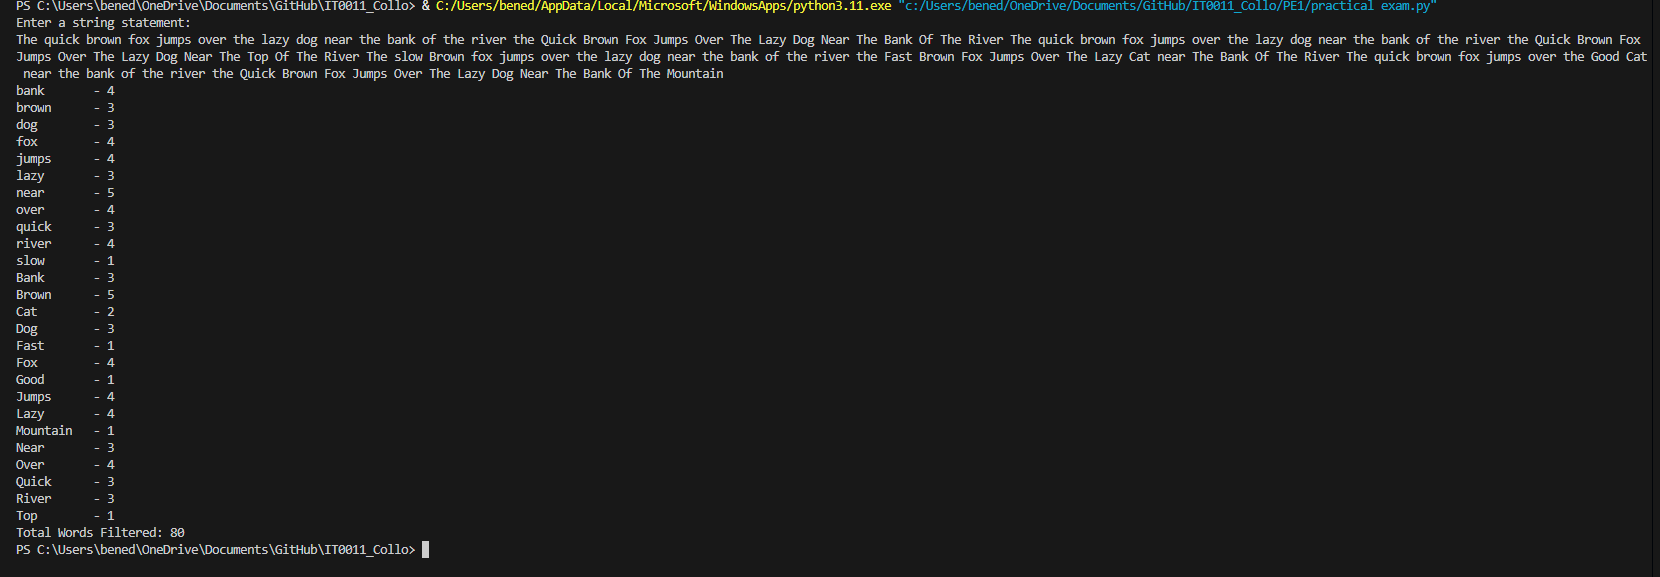 PS C:\Users\bened\OneDrive\Documents\GitHub\IT0011_Collo> & C:/Users/bened/AppData/Local/Microsoft/WindowsApps/python3.11.exe "c:/Users/bened/OneDrive/Documents/GitHub/IT0011_Collo/PE1/practical exam.py"
Enter a string statement:
The quick brown fox jumps over the lazy dog near the bank of the river the Quick Brown Fox Jumps Over The Lazy Dog Near The Bank Of The River The quick brown fox jumps over the lazy dog near the bank of the river the Quick Brown Fox
Jumps Over The Lazy Dog Near The Top Of The River The slow Brown fox jumps over the lazy dog near the bank of the river the Fast Brown Fox Jumps Over The Lazy Cat near The Bank Of The River The quick brown fox jumps over the Good Cat
near the bank of the river the Quick Brown Fox Jumps Over The Lazy Dog Near The Bank Of The Mountain
bank - 4
brown - 3
dog - 3
fox - 4
jumps - 4
lazy - 3
near - 5
over - 4
quick - 3
river - 4
slow - 1
Bank - 3
Brown - 5
Cat - 2
Dog - 3
Fast - 1
Fox - 4
Good - 1
Jumps - 4
Lazy - 4
Mountain - 1
Near - 3
Over - 4
Quick - 3
River - 3
Top - 1
Total Words Filtered: 80
PS C:\Users\bened\OneDrive\Documents\GitHub\IT0011_Collo>